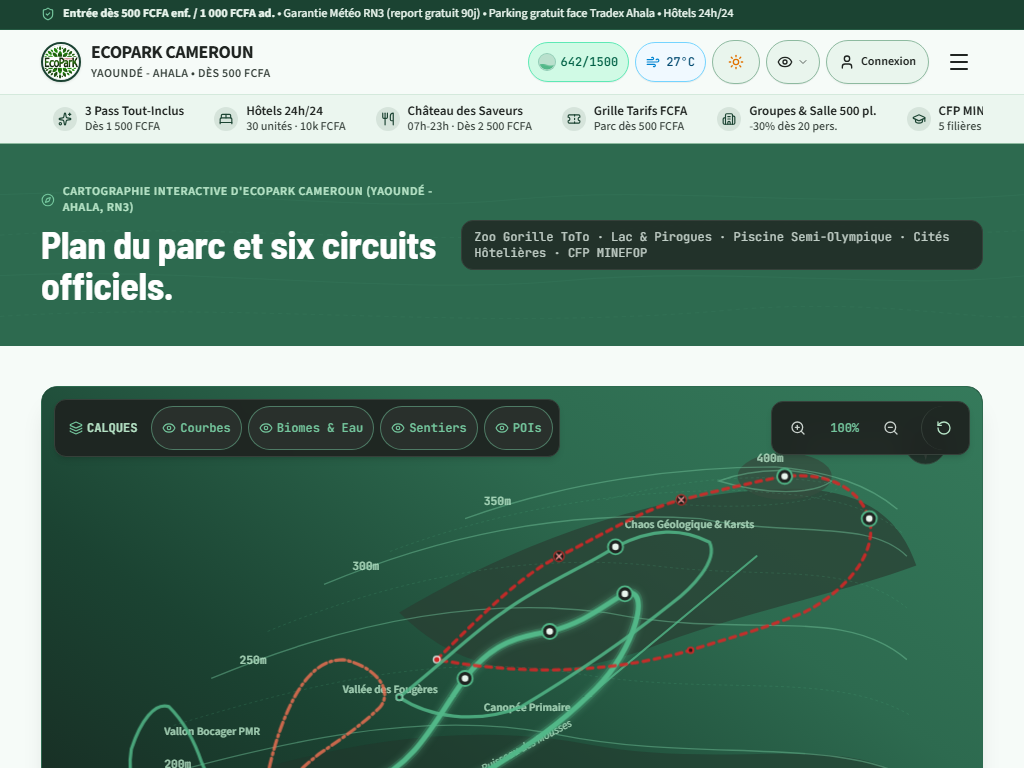 Entrée dès 500 FCFA enf. / 1 000 FCFA ad. • Garantie Météo RN3 (report gratuit 90j) • Parking gratuit face Tradex Ahala • Hôtels 24h/24
EcoPark
ECOPARK CAMEROUN
YAOUNDÉ - AHALA • DÈS 500 FCFA
642/1500
27°C
Connexion
3 Pass Tout-Inclus
Dès 1 500 FCFA
Hôtels 24h/24
30 unités · 10k FCFA
Château des Saveurs
07h-23h · Dès 2 500 FCFA
Grille Tarifs FCFA
Parc dès 500 FCFA
Groupes & Salle 500 pl.
-30% dès 20 pers.
CFP MIN
5 filières
CARTOGRAPHIE INTERACTIVE D'ECOPARK CAMEROUN (YAOUNDÉ -
AHALA, RN3)
Plan du parc et six circuits
officiels.
Zoo Gorille ToTo · Lac & Pirogues · Piscine Semi-Olympique · Cités
Hôtelières · CFP MINEFOP
CALQUES
Courbes
Biomes & Eau
Sentiers
POIs
100%
400m
350m
Chaos Géologique & Karsts
300m
250m
Vallée des Fougères
Canopée Primaire
Vallon Bocager PMR
Ruisseau des Mousses
200m